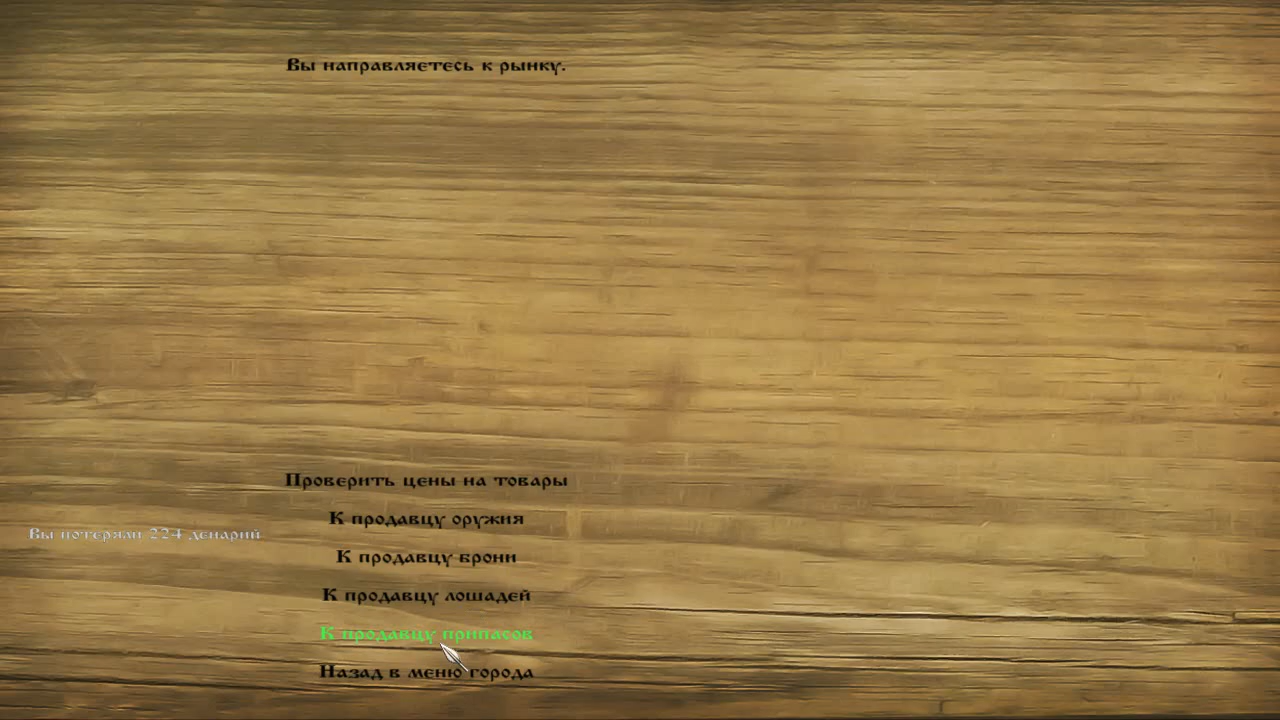 Вы направляетесь к рынку.
Проверить цены на товары
К продавцу оружия
Вы потеряли 224 денарий
К продавцу брони
К продавцу лошадей
К продавцу припасов
Назад в меню города